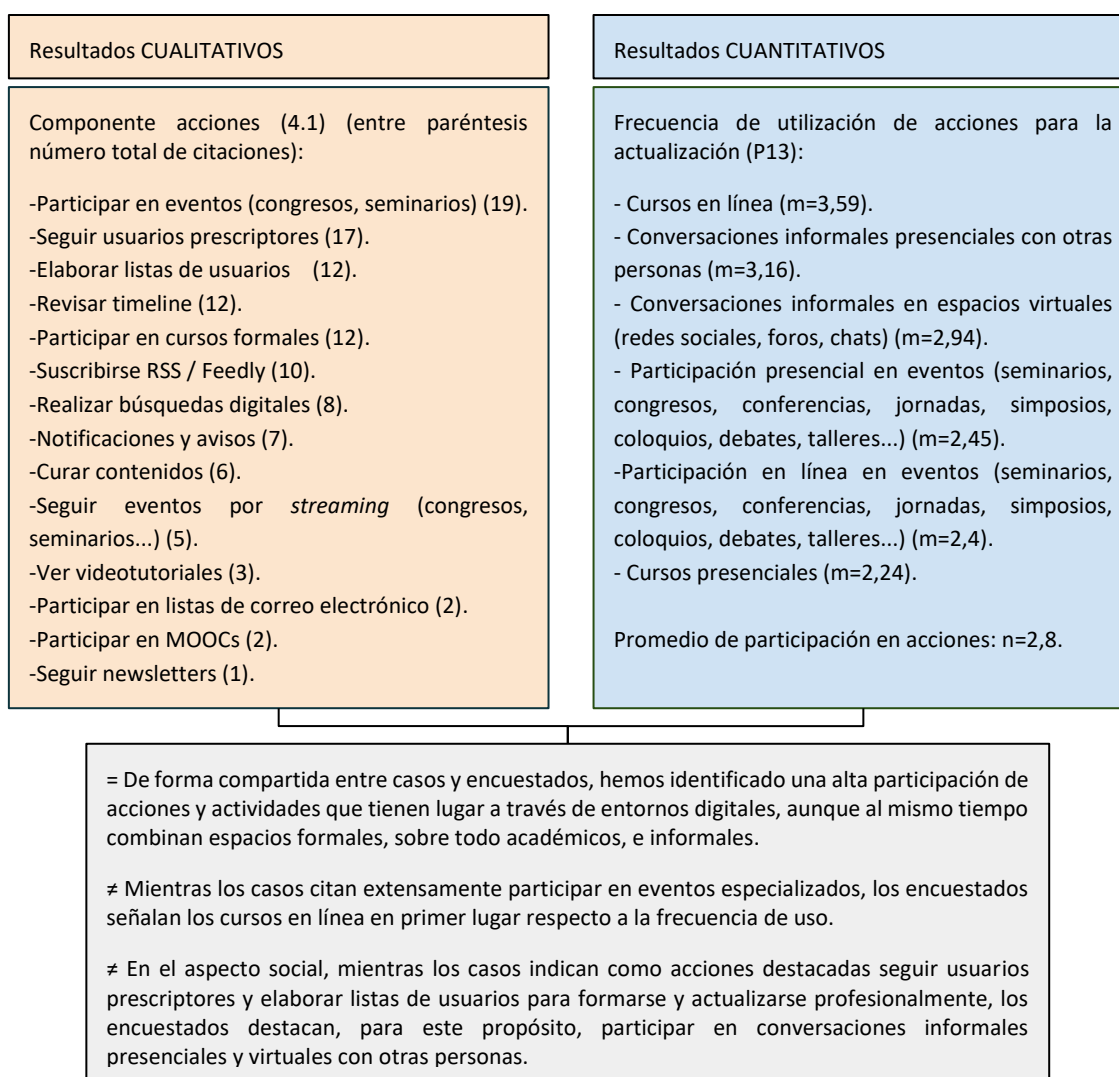 Resultados CUALITATIVOS
Componente acciones (4.1) (entre paréntesis
número total de citaciones):
-Participar en eventos (congresos, seminarios) (19).
-Seguir usuarios prescriptores (17).
-Elaborar listas de usuarios (12).
-Revisar timeline (12).
-Participar en cursos formales (12).
-Suscribirse RSS / Feedly (10).
-Realizar búsquedas digitales (8).
-Notificaciones y avisos (7).
-Curar contenidos (6).
-Seguir eventos por streaming (congresos,
seminarios...) (5).
-Ver videotutoriales (3).
-Participar en listas de correo electrónico (2).
-Participar en MOOCs (2).
-Seguir newsletters (1).
Resultados CUANTITATIVOS
Frecuencia de utilización de acciones para la
actualización (P13):
- Cursos en línea (m=3,59).
- Conversaciones informales presenciales con otras
personas (m=3,16).
- Conversaciones informales en espacios virtuales
(redes sociales, foros, chats) (m=2,94).
- Participación presencial en eventos (seminarios,
congresos, conferencias, jornadas, simposios,
coloquios, debates, talleres...) (m=2,45).
-Participación en línea en eventos (seminarios,
congresos, conferencias, jornadas, simposios,
coloquios, debates, talleres...) (m=2,4).
- Cursos presenciales (m=2,24).
Promedio de participación en acciones: n=2,8.
= De forma compartida entre casos y encuestados, hemos identificado una alta participación de
acciones y actividades que tienen lugar a través de entornos digitales, aunque al mismo tiempo
combinan espacios formales, sobre todo académicos, e informales.
≠ Mientras los casos citan extensamente participar en eventos especializados, los encuestados
señalan los cursos en línea en primer lugar respecto a la frecuencia de uso.
≠ En el aspecto social, mientras los casos indican como acciones destacadas seguir usuarios
prescriptores y elaborar listas de usuarios para formarse y actualizarse profesionalmente, los
encuestados destacan, para este propósito, participar en conversaciones informales
presenciales y virtuales con otras personas.